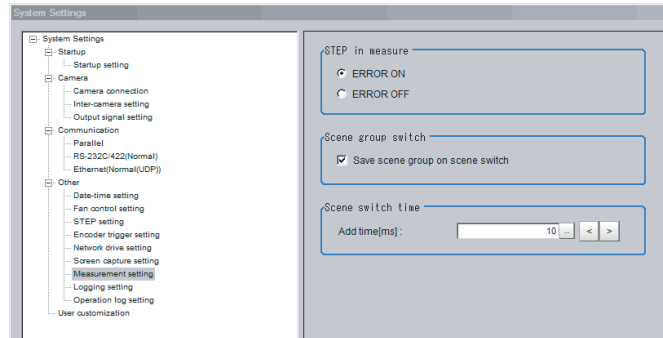 System Settings
System Settings
Startup
Startup setting
Camera
Camera connection
Inter-camera setting
Output signal setting
Communication
Parallel
RS-232C/422(Normal)
Ethernet(Normal(UDP))
Other
Date-time setting
Fan control setting
STEP setting
Encoder trigger setting
Network drive setting
Screen capture setting
Measurement setting
Logging setting
Operation log setting
User customization
STEP in measure
ERROR ON
ERROR OFF
Scene group switch
Save scene group on scene switch
Scene switch time
Add time[ms] : 10 ... < >